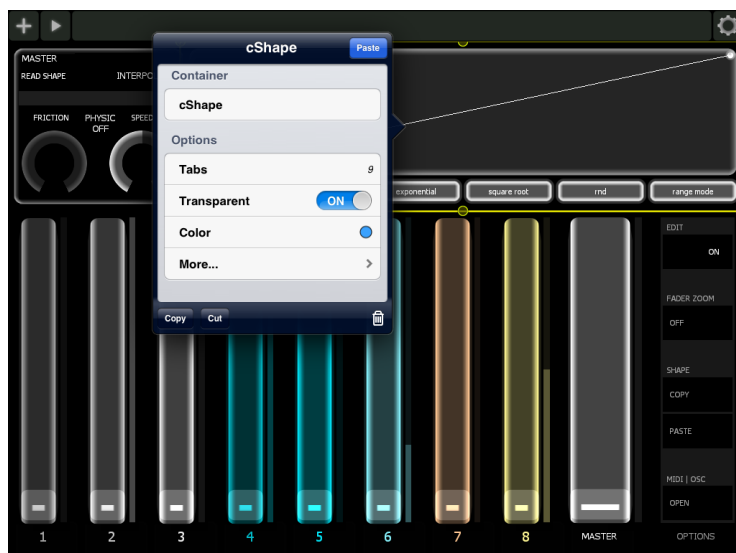 cShape
Paste
Container
cShape
Options
Tabs 9
Transparent ON
Color
More...
Copy Cut
MASTER
READ SHAPE
FRICTION PHYSIC SPEED
OFF
exponential square root rnd range mode
EDIT
ON
FADER ZOOM
OFF
SHAPE
COPY
PASTE
MIDI | OSC
OPEN
1 2 3 4 5 6 7 8 MASTER OPTIONS